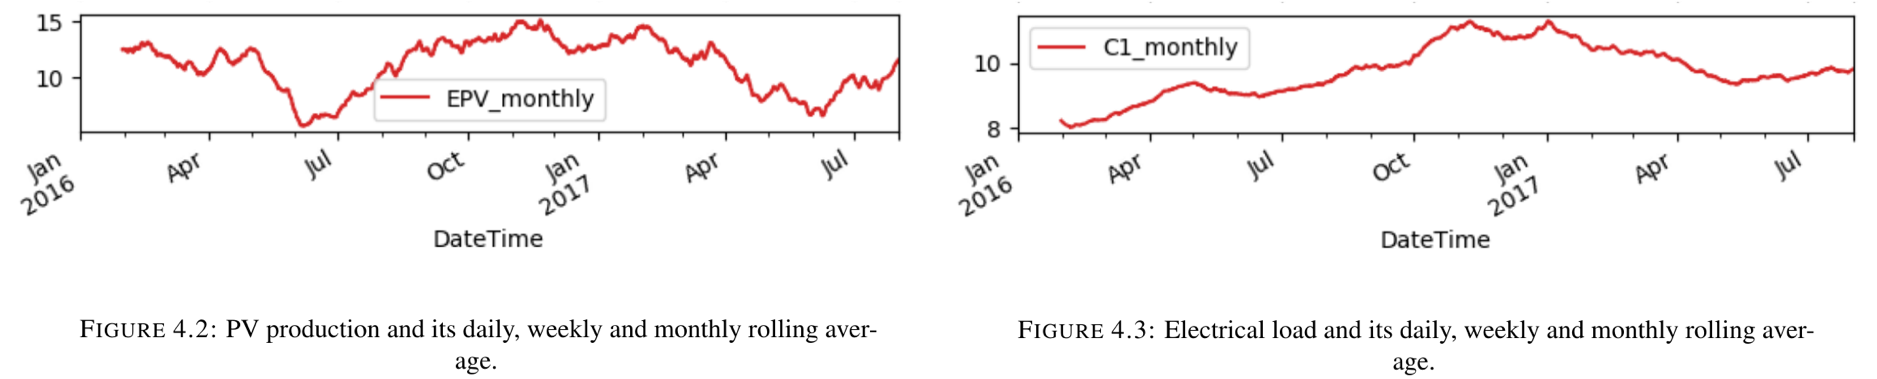 15
10
EPV_monthly
Jan
2016
Apr
Jul
Oct
Jan
2017
Apr
Jul
DateTime
FIGURE 4.2: PV production and its daily, weekly and monthly rolling aver-
age.
C1_monthly
10
8
Jan
2016
Apr
Jul
Oct
Jan
2017
Apr
Jul
DateTime
FIGURE 4.3: Electrical load and its daily, weekly and monthly rolling aver-
age.